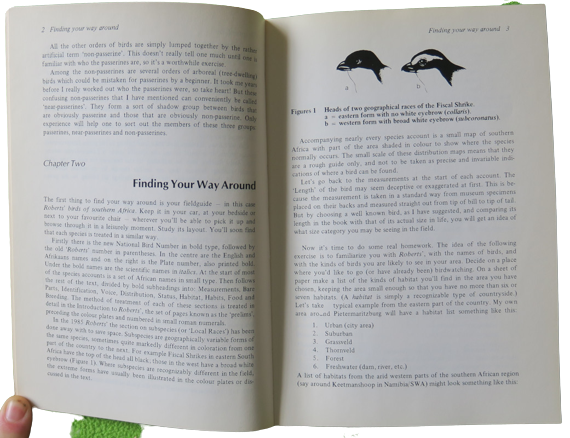 2 Finding your way around
All the other orders of birds are simply lumped together by the rather
artificial term 'non-passerine'. This doesn't really tell one much until one is
familiar with who the passerines are, so it's a worthwhile exercise.
Among the non-passerines are several orders of arboreal (tree-dwelling)
birds which could be mistaken for passerines by a beginner. It took me years
before I really worked out who the passerines were, so take heart! But those
confusing non-passerines that I have mentioned can conveniently be called
'near-passerines'. They form a sort of shadow group between birds that
are obviously passerine and those that are obviously non-passerine. Only
experience will help one to sort out the members of these three groups:
passerines, near-passerines and non-passerines.
Chapter Two
Finding Your Way Around
The first thing to find your way around is your fieldguide – in this case
Roberts' birds of southern Africa. Keep it in your car, at your bedside or
next to your favourite chair – wherever you'll be able to pick it up and
browse through it in a leisurely moment. Study its layout. You'll soon find
that each species is treated in a similar way.
Firstly there is the new National Bird Number in bold type, followed by
the old 'Roberts' number in parentheses. In the centre are the English and
Afrikaans names and on the right is the Plate number, also printed bold.
Under the bold names are the scientific names in italics. At the start of most
of the species accounts is a set of African names in small type. Then follows
the rest of the text, divided by bold subheadings into: Measurements, Bare
Parts, Identification, Voice, Distribution, Status, Habitat, Habits, Food and
Breeding. The method of treatment of each of these sections is treated in
detail in the Introduction to Roberts', the set of pages known as the 'prelims',
preceding the colour plates and numbered in small roman numerals.
In the 1985 Roberts' the section on subspecies (or 'Local Races') has been
done away with to save space. Subspecies are geographically variable forms of
the same species, sometimes quite markedly different in coloration from one
part of the country to the next. For example Fiscal Shrikes in eastern South
Africa have the top of the head all black; those in the west have a broad white
eyebrow (Figure 1). Where subspecies are recognizably different in the field,
the extreme forms have usually been illustrated in the colour plates or dis-
cussed in the text.
Finding your way around 3
a b
Figures 1 Heads of two geographical races of the Fiscal Shrike.
a = eastern form with no white eyebrow (collaris).
b = western form with broad white eyebrow (subcoronatus).
Accompanying nearly every species account is a small map of southern
Africa with part of the area shaded in colour to show where the species
normally occurs. The small scale of these distribution maps means that they
are a rough guide only, and not to be taken as precise and invariable indi-
cations of where a bird can be found.
Let's go back to the measurements at the start of each account. The
'Length' of the bird may seem deceptive or exaggerated at first. This is be-
cause the measurement is taken in a standard way from museum specimens
placed on their backs and measured straight out from tip of bill to tip of tail.
But by choosing a well known bird, as I have suggested, and comparing its
length in the book with that of its actual size in life, you will get an idea of
what size category you may be seeing in the field.
Now it's time to do some real homework. The idea of the following
exercise is to familiarize you with Roberts', with the names of birds, and
with the kinds of birds you are likely to see in your area. Decide on a place
where you'd like to go (or have already been) birdwatching. On a sheet of
paper make a list of the kinds of habitat you'll find in the area you have
chosen, keeping the area small enough so that you have no more than six or
seven habitats. (A habitat is simply a recognizable type of countryside.)
Let's take typical example from the eastern part of the country. My own
area around Pietermaritzburg will have a habitat list something like this:
1. Urban (city area)
2. Suburban
3. Grassveld
4. Thornveld
5. Forest
6. Freshwater (dam, river, etc.)
A list of habitats from the arid western parts of the southern African region
(say around Keetmanshoop in Namibia/SWA) might look something like this: